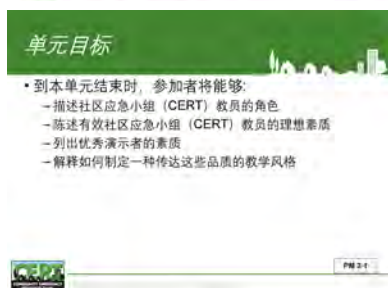 单元目标
• 到本单元结束时，参加者将能够:
–描述社区应急小组（CERT）教员的角色
–陈述有效社区应急小组（CERT）教员的理想素质
–列出优秀演示者的素质
–解释如何制定一种传达这些品质的教学风格
PM 2-1